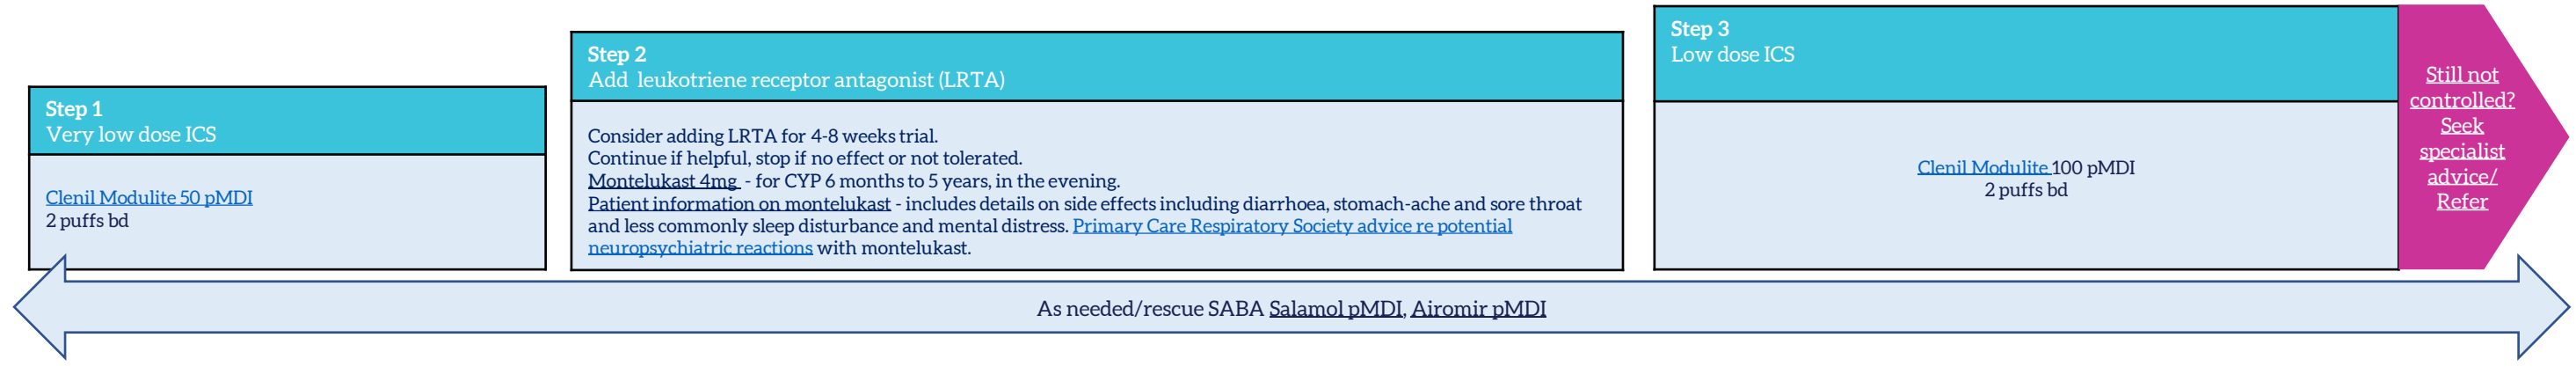 Step 1
Very low dose ICS
Clenil Modulite 50 pMDI
2 puffs bd
Step 2
Add  leukotriene receptor antagonist (LRTA)
Consider adding LRTA for 4-8 weeks trial.
Continue if helpful, stop if no effect or not tolerated.
Montelukast 4mg  - for CYP 6 months to 5 years, in the evening.
Patient information on montelukast - includes details on side effects including diarrhoea, stomach-ache and sore throat
and less commonly sleep disturbance and mental distress. Primary Care Respiratory Society advice re potential
neuropsychiatric reactions with montelukast.
Step 3
Low dose ICS
Clenil Modulite 100 pMDI
2 puffs bd
Still not
controlled?
Seek
specialist
advice/
Refer
As needed/rescue SABA Salamol pMDI, Airomir pMDI